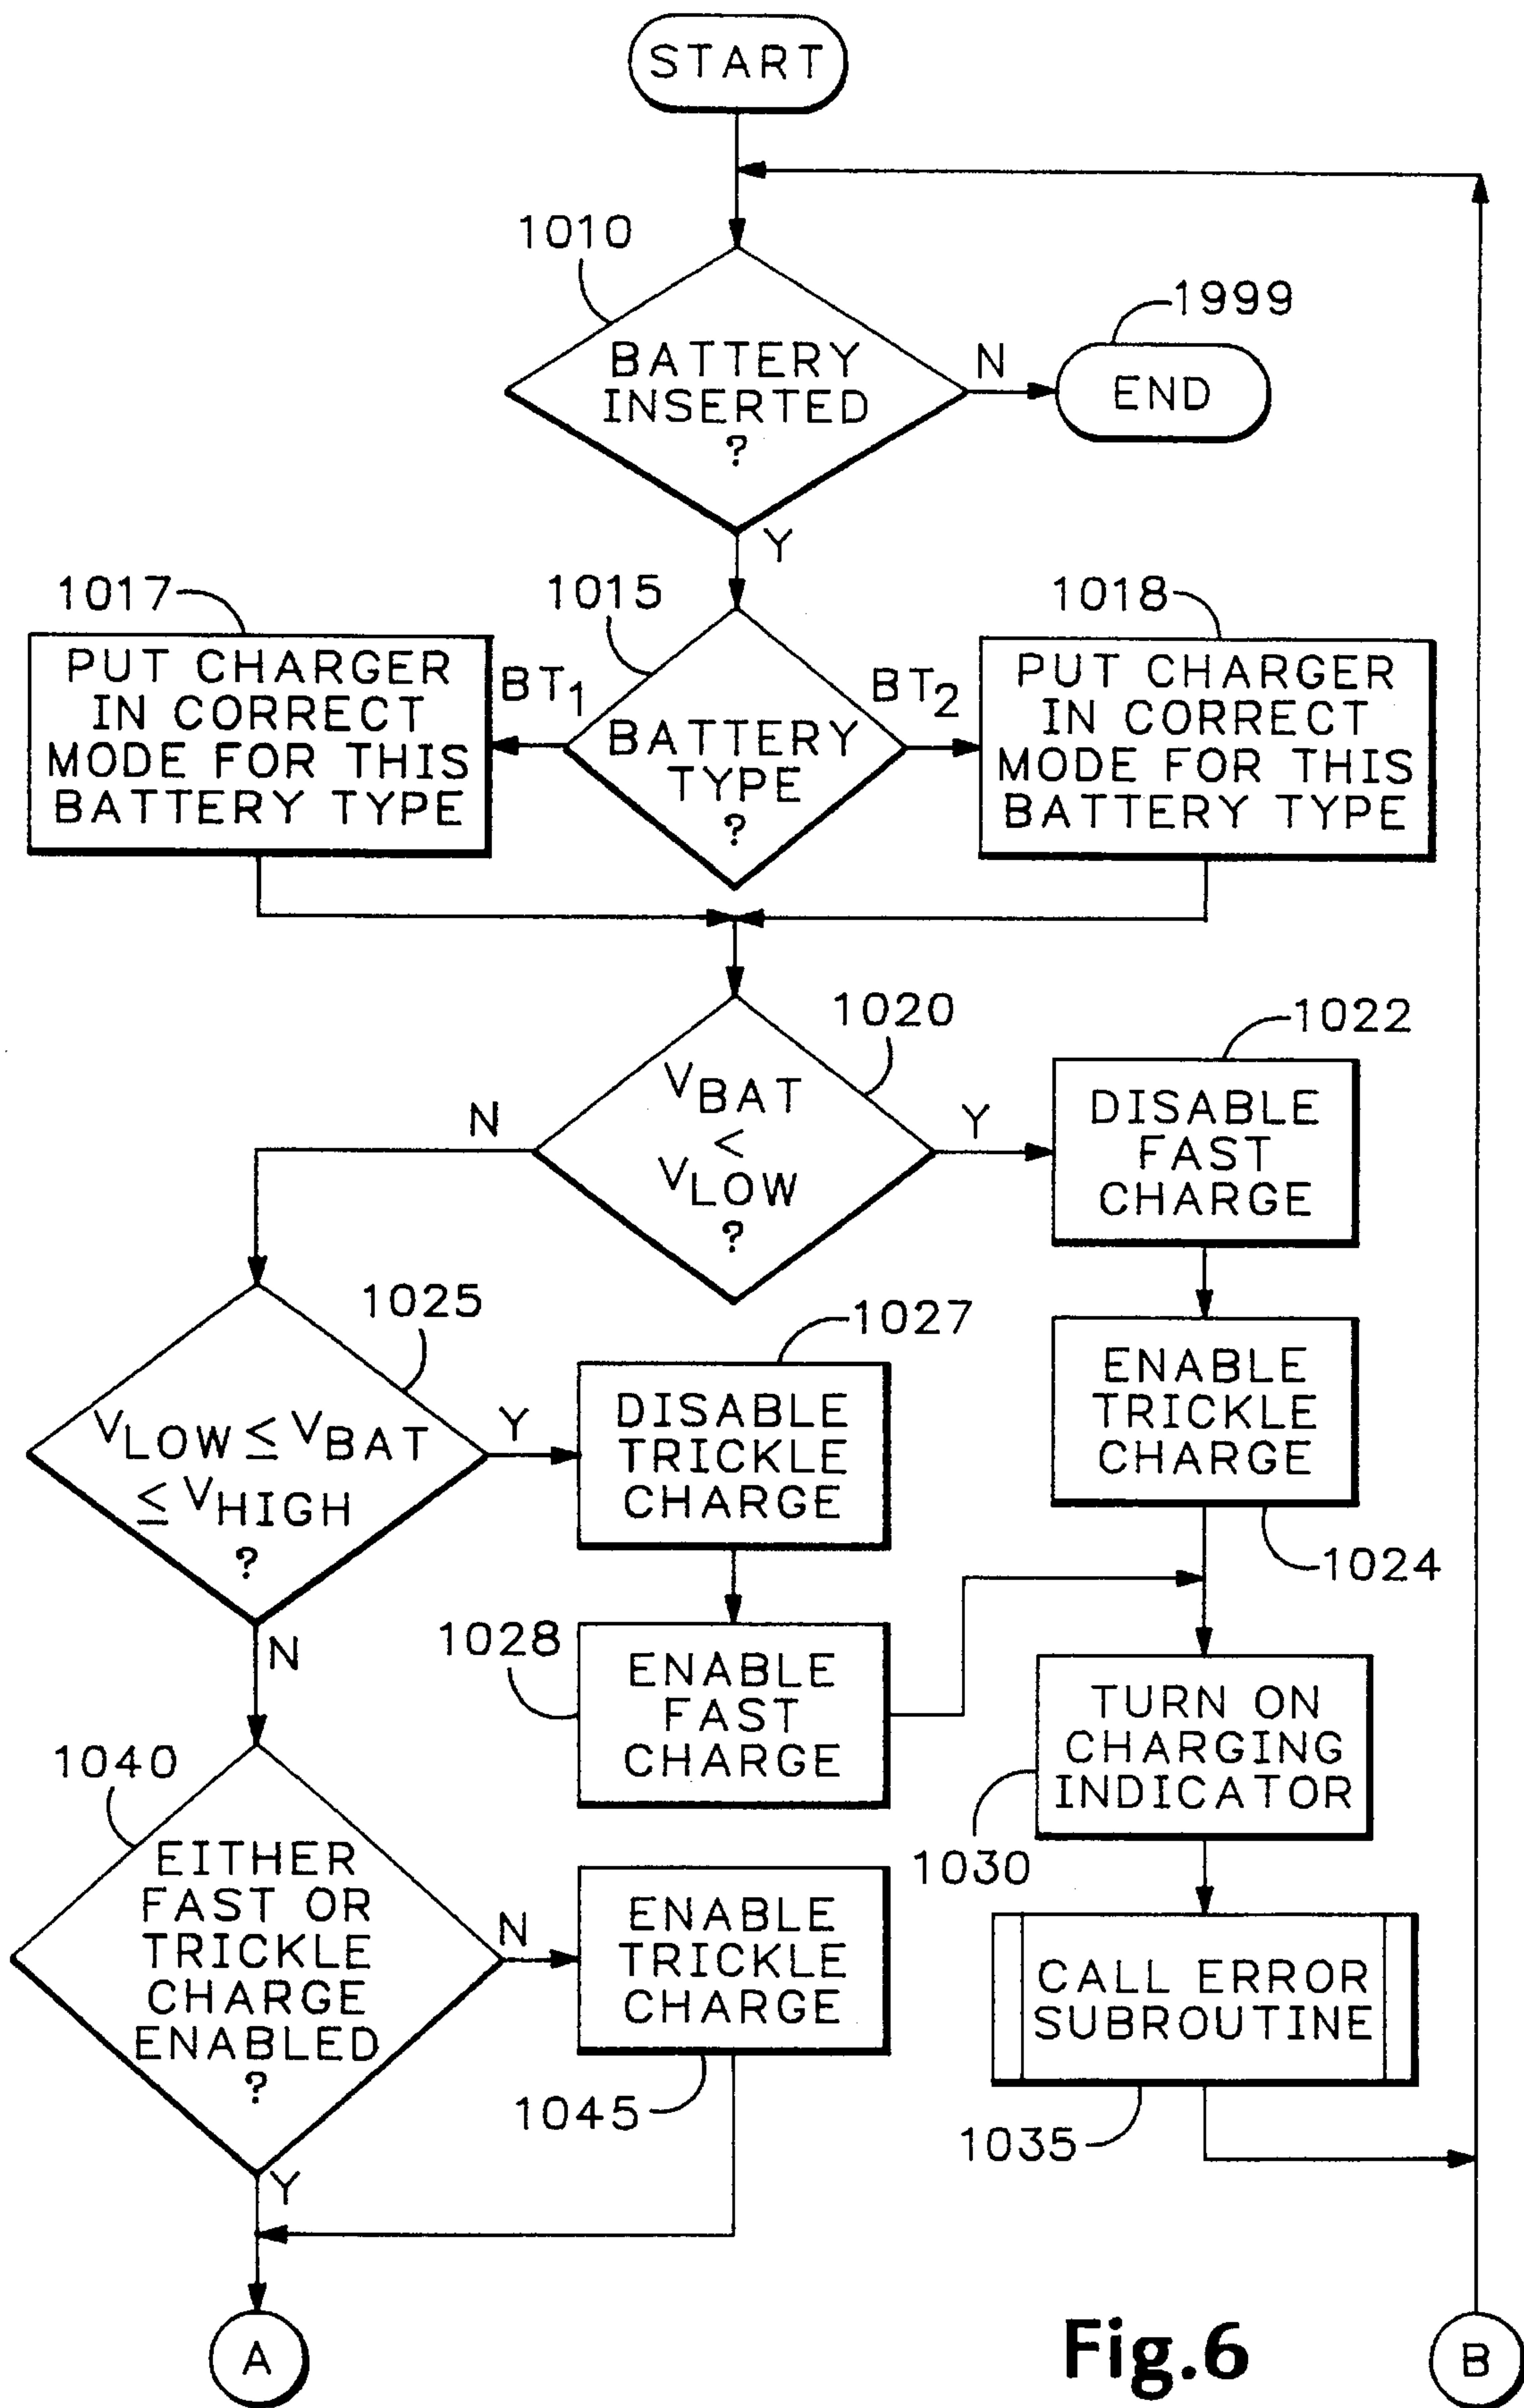 START
1010
1999
BATTERY
INSERTED
?
N
END
Y
1017
1015
1018
PUT CHARGER
IN CORRECT
MODE FOR THIS
BATTERY TYPE
BT1
BATTERY
TYPE
?
BT2
PUT CHARGER
IN CORRECT
MODE FOR THIS
BATTERY TYPE
1020
1022
N
VBAT
<
VLOW
?
Y
DISABLE
FAST
CHARGE
1025
1027
VLOW ≤ VBAT
≤ VHIGH
?
Y
DISABLE
TRICKLE
CHARGE
ENABLE
TRICKLE
CHARGE
1024
N
1028
ENABLE
FAST
CHARGE
TURN ON
CHARGING
INDICATOR
1030
1040
EITHER
FAST OR
TRICKLE
CHARGE
ENABLED
?
N
ENABLE
TRICKLE
CHARGE
1045
CALL ERROR
SUBROUTINE
1035
Y
A
Fig.6
B